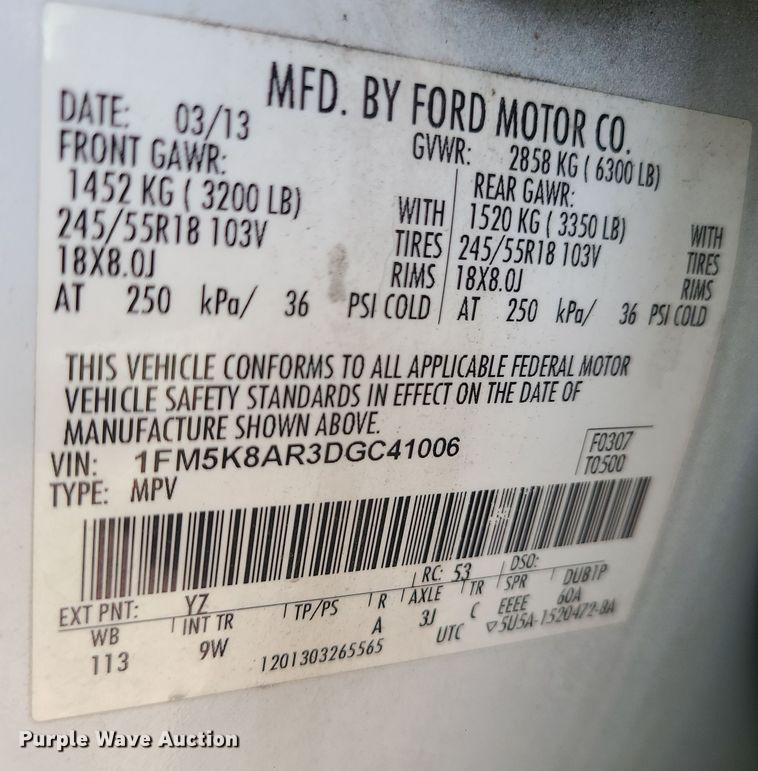 MFD. BY FORD MOTOR CO.
DATE: 03/13
GVWR: 2858 KG ( 6300 LB)
FRONT GAWR:
REAR GAWR:
1452 KG ( 3200 LB) WITH
1520 KG ( 3350 LB) WITH
245/55R18 103V TIRES
245/55R18 103V TIRES
18X8.0J RIMS
18X8.0J RIMS
AT 250 kPa/ 36 PSI COLD
AT 250 kPa/ 36 PSI COLD
THIS VEHICLE CONFORMS TO ALL APPLICABLE FEDERAL MOTOR
VEHICLE SAFETY STANDARDS IN EFFECT ON THE DATE OF
MANUFACTURE SHOWN ABOVE.
VIN: 1FM5K8AR3DGC41006
F0307
T0500
TYPE: MPV
EXT PNT: YZ RC: 53 DSO:
WB INT TR TP/PS R AXLE TR SPR DUB1P
113 9W A 3J C EEEE 60A
1201303265565 UTC ▽5U5A-1520472-BA
Purple Wave Auction